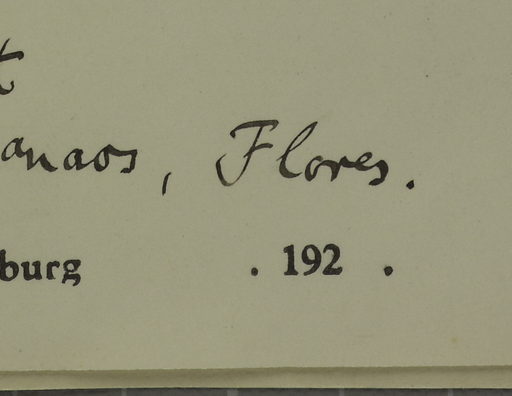 t
anaos, Flores.
burg . 192 .